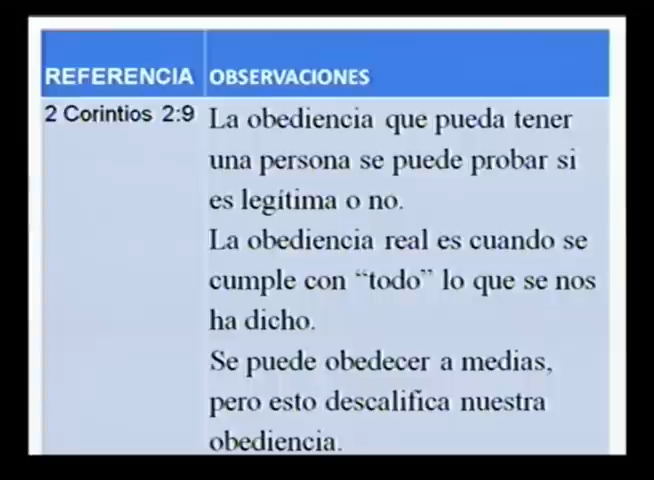 REFERENCIA OBSERVACIONES
2 Corintios 2:9 La obediencia que pueda tener
una persona se puede probar si
es legítima o no.
La obediencia real es cuando se
cumple con “todo” lo que se nos
ha dicho.
Se puede obedecer a medias,
pero esto descalifica nuestra
obediencia.